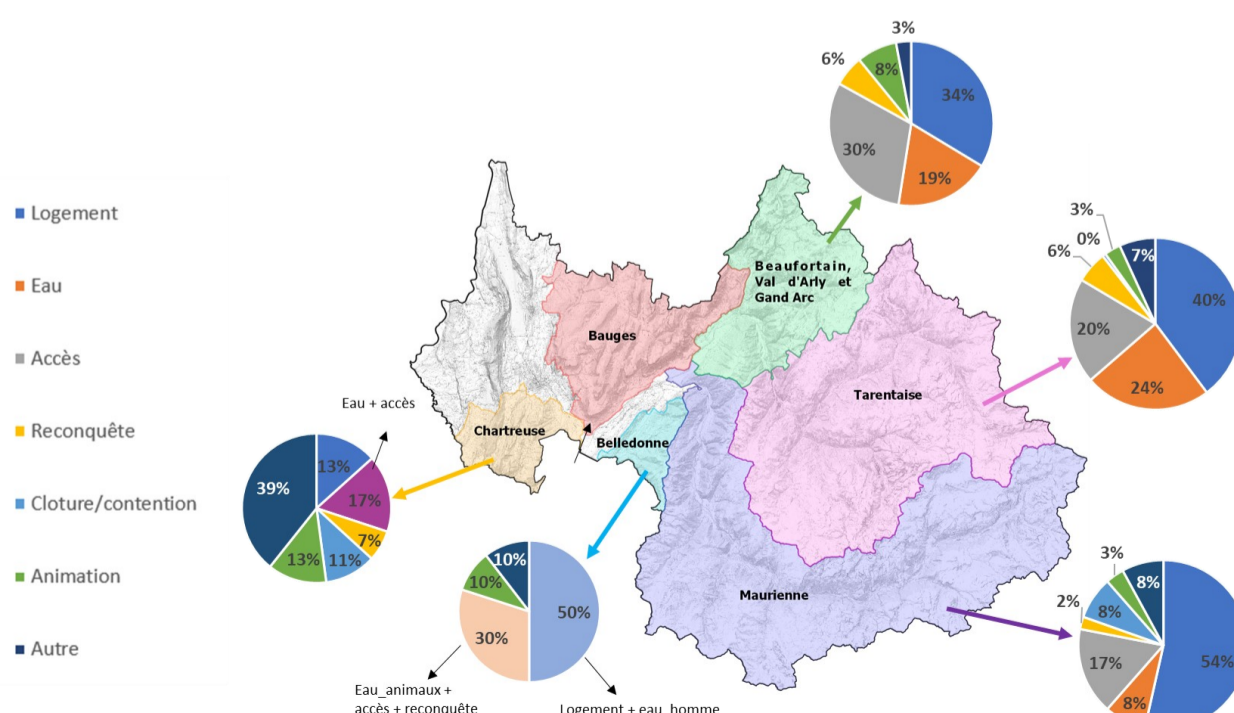 Logement
Eau
Accès
Reconquête
Cloture/contention
Animation
Autre
3%
8%
6%
34%
30%
19%
3%
0%
6%
7%
40%
20%
24%
Beaufortain,
Val d'Arly et
Gand Arc
Bauges
Tarentaise
Chartreuse
Belledonne
Maurienne
Eau + accès
39%
13%
17%
7%
11%
13%
10%
10%
50%
30%
Eau_animaux +
accès + reconquête
Logement + eau_homme
3%
8%
2%
8%
17%
54%
8%